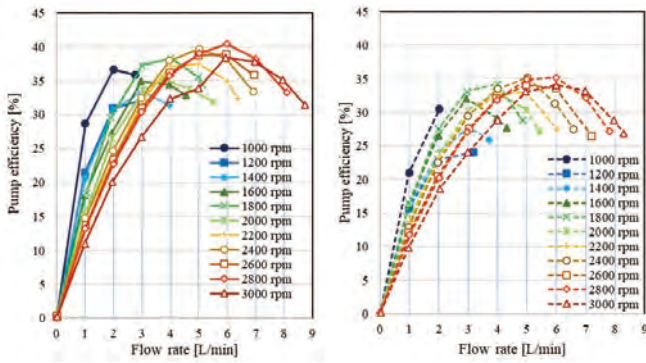 Pump efficiency [%]
45
40
35
30
25
20
15
10
5
0
0 1 2 3 4 5 6 7 8 9
Flow rate [L/min]
1000 rpm
1200 rpm
1400 rpm
1600 rpm
1800 rpm
2000 rpm
2200 rpm
2400 rpm
2600 rpm
2800 rpm
3000 rpm
Pump efficiency [%]
45
40
35
30
25
20
15
10
5
0
0 1 2 3 4 5 6 7 8 9
Flow rate [L/min]
1000 rpm
1200 rpm
1400 rpm
1600 rpm
1800 rpm
2000 rpm
2200 rpm
2400 rpm
2600 rpm
2800 rpm
3000 rpm